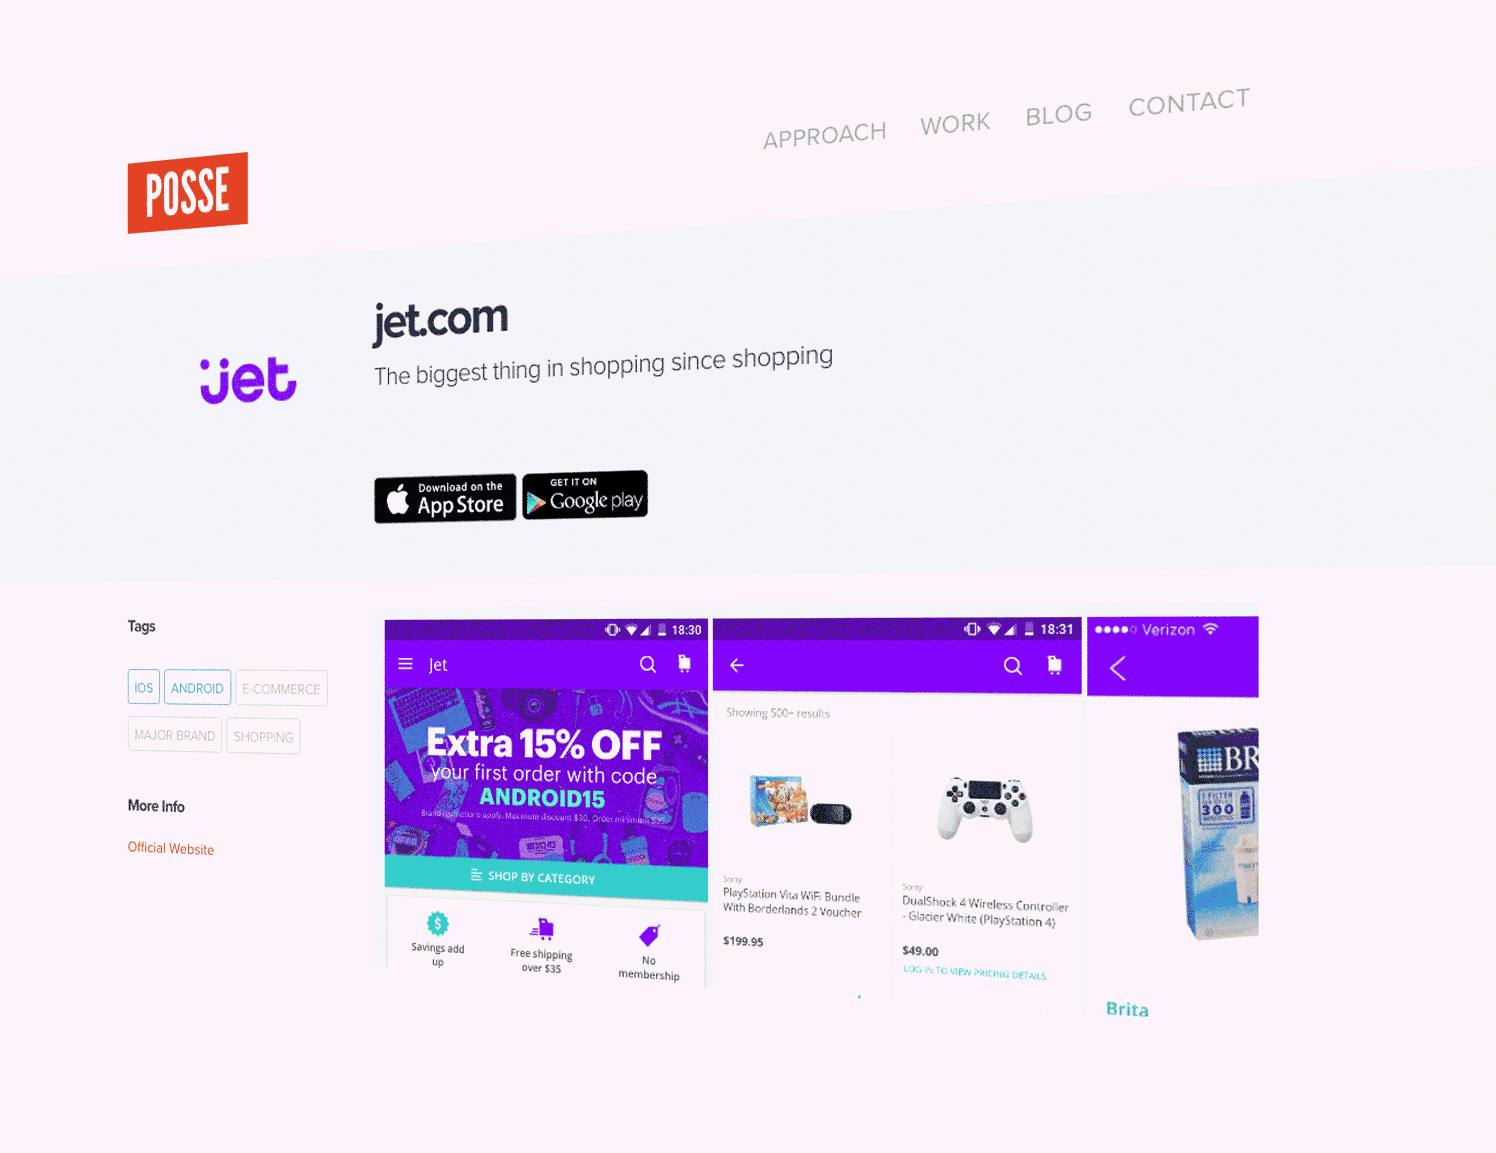 APPROACH WORK BLOG CONTACT
POSSE
jet.com
The biggest thing in shopping since shopping
jet
Download on the
App Store
GET IT ON
Google play
Tags
IOS ANDROID E-COMMERCE
MAJOR BRAND SHOPPING
More Info
Official Website
18:30
Jet
Extra 15% OFF
your first order with code
ANDROID15
Brand restrictions apply. Maximum discount $30. Order minimum $35.
SHOP BY CATEGORY
Savings add
up
Free shipping
over $35
No
membership
18:31
Showing 500+ results
Sony
PlayStation Vita WiFi Bundle
With Borderlands 2 Voucher
$199.95
Sony
DualShock 4 Wireless Controller
- Glacier White (PlayStation 4)
$49.00
LOG IN TO VIEW PRICING DETAILS
Verizon
BR
1 FILTER
300
Brita